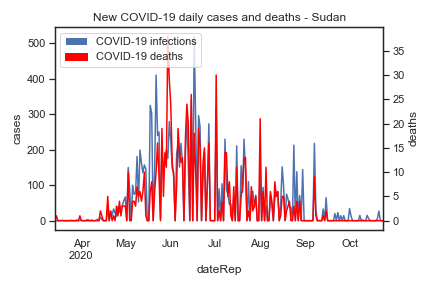 New COVID-19 daily cases and deaths - Sudan
COVID-19 infections
COVID-19 deaths
500
400
300
200
100
0
cases
35
30
25
20
15
10
5
0
deaths
Apr May Jun Jul Aug Sep Oct
2020
dateRep